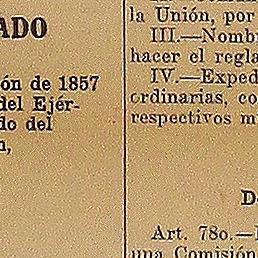 ADO
ón de 1857
del Ejér-
do del
n,
la Unión, por
III.—Nombr
hacer el regla
IV.—Exped
ordinarias, co
respectivos m
D
Art. 78o.—
una Comisión